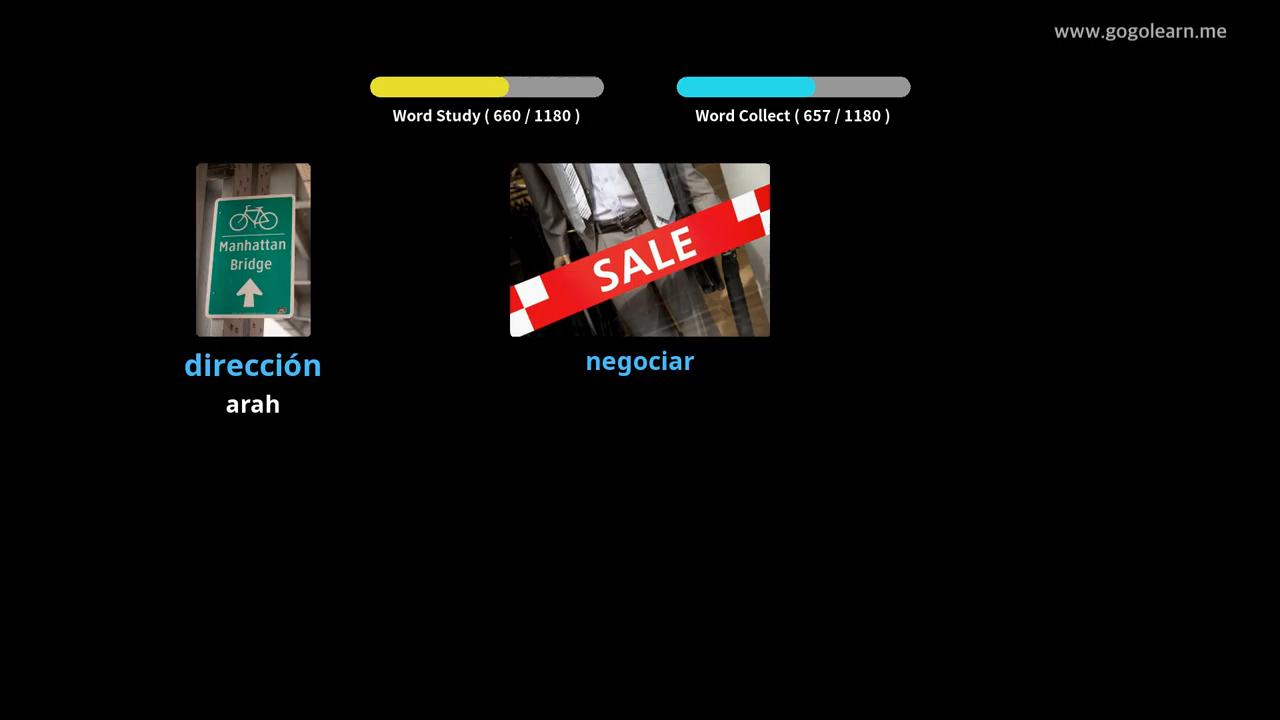 www.gogolearn.me
Word Study ( 660 / 1180 )
Word Collect ( 657 / 1180 )
Manhattan
Bridge
SALE
dirección
negociar
arah